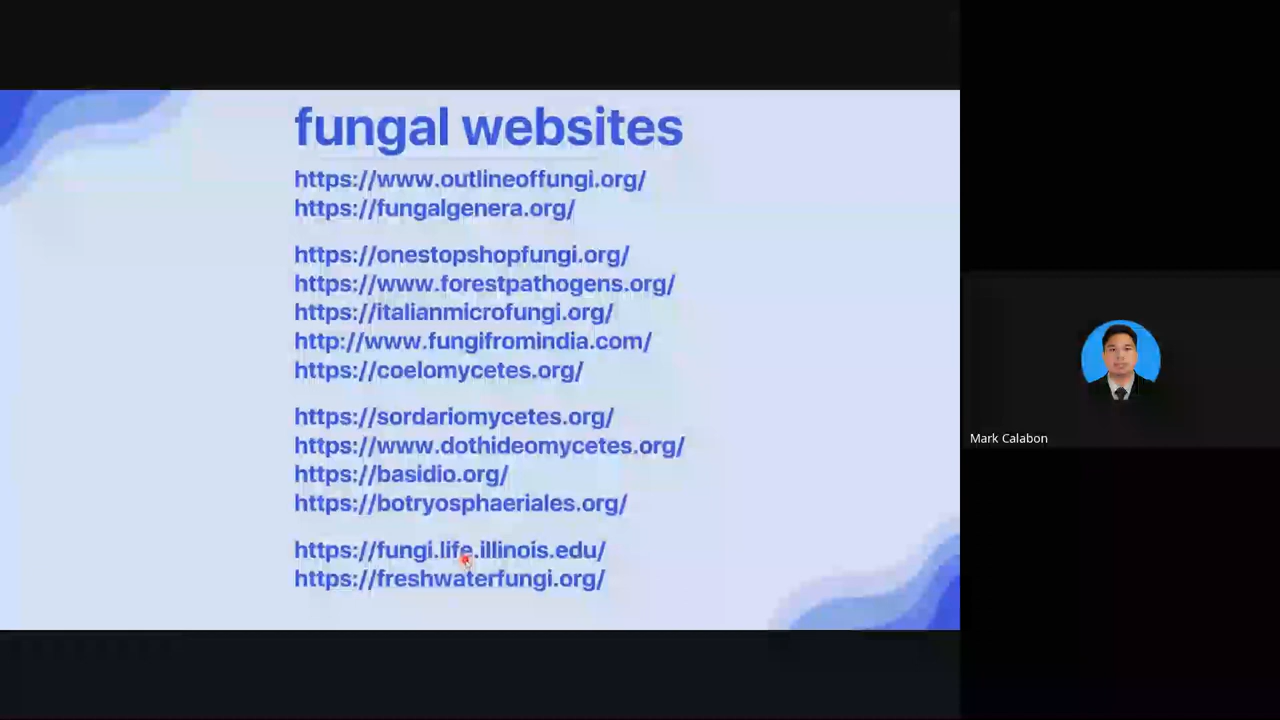 fungal websites
https://www.outlineoffungi.org/
https://fungalgenera.org/
https://onestopshopfungi.org/
https://www.forestpathogens.org/
https://italianmicrofungi.org/
http://www.fungifromindia.com/
https://coelomycetes.org/
https://sordariomycetes.org/
https://www.dothideomycetes.org/
https://basidio.org/
https://botryosphaeriales.org/
https://fungi.life.illinois.edu/
https://freshwaterfungi.org/
Mark Calabon